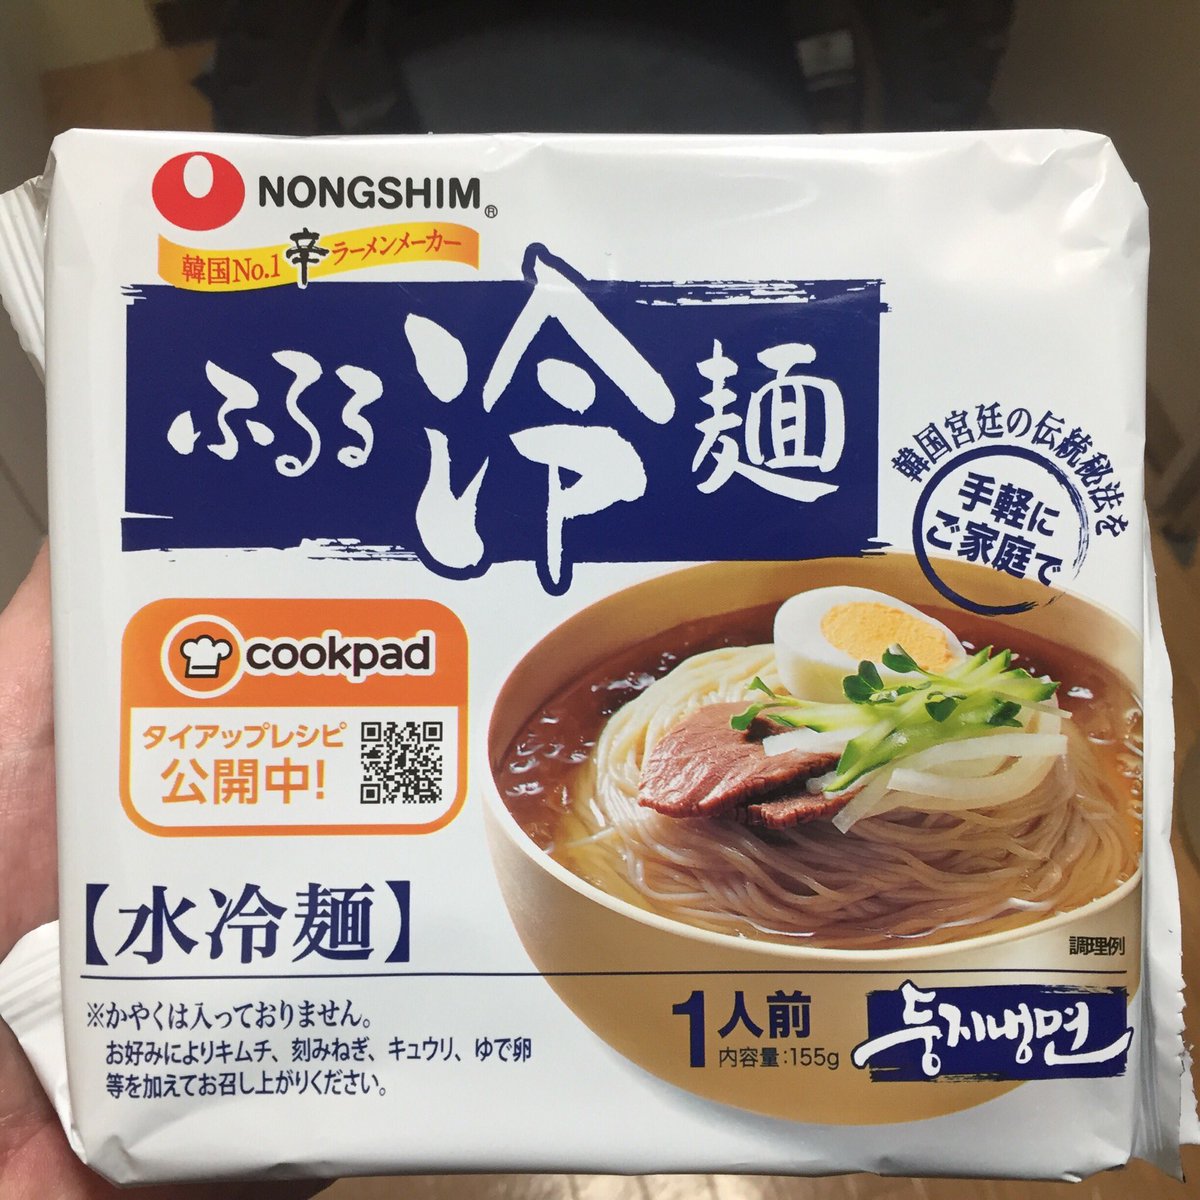 NONGSHIM®
韓国No.1 辛 ラーメンメーカー
ふるる冷麺
韓国宮廷の伝統秘法を
手軽に
ご家庭で
cookpad
タイアップレシピ
公開中!
【水冷麺】
調理例
※かやくは入っておりません。
お好みによりキムチ、刻みねぎ、キュウリ、ゆで卵
等を加えてお召し上がりください。
1人前
内容量:155g
둥지냉면